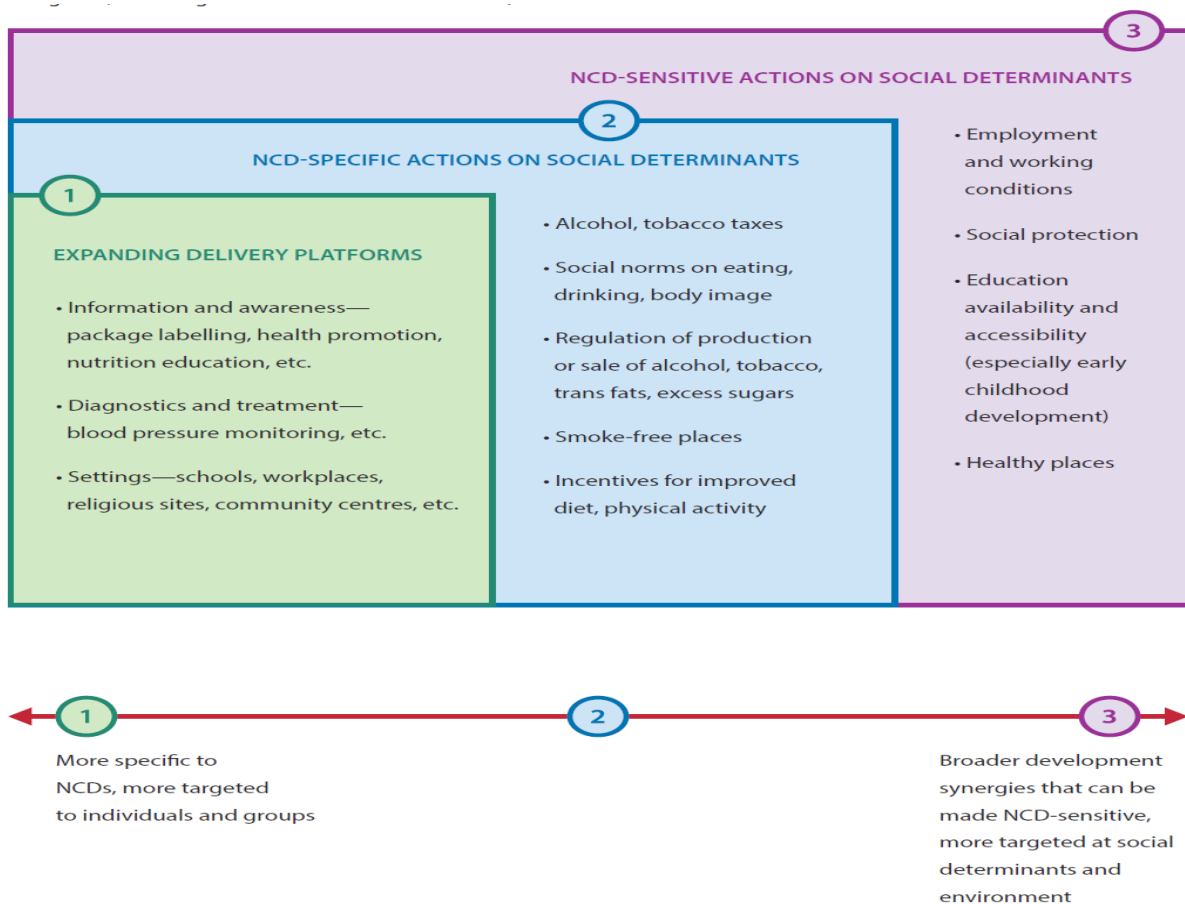 3
NCD-SENSITIVE ACTIONS ON SOCIAL DETERMINANTS
2
NCD-SPECIFIC ACTIONS ON SOCIAL DETERMINANTS
1
EXPANDING DELIVERY PLATFORMS
• Information and awareness—
package labelling, health promotion,
nutrition education, etc.
• Diagnostics and treatment—
blood pressure monitoring, etc.
• Settings—schools, workplaces,
religious sites, community centres, etc.
• Alcohol, tobacco taxes
• Social norms on eating,
drinking, body image
• Regulation of production
or sale of alcohol, tobacco,
trans fats, excess sugars
• Smoke-free places
• Incentives for improved
diet, physical activity
• Employment
and working
conditions
• Social protection
• Education
availability and
accessibility
(especially early
childhood
development)
• Healthy places
1
2
3
More specific to
NCDs, more targeted
to individuals and groups
Broader development
synergies that can be
made NCD-sensitive,
more targeted at social
determinants and
environment